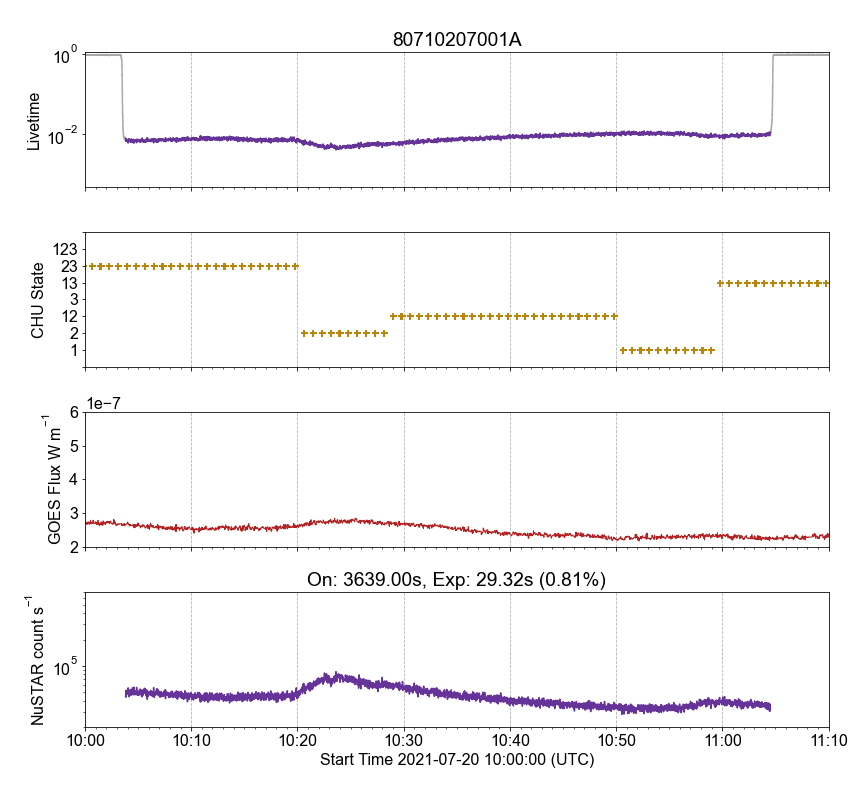 80710207001A
Livetime
10^0
10^−2
CHU State
123
23
13
3
12
2
1
1e−7
GOES Flux W m^−1
6
5
4
3
2
On: 3639.00s, Exp: 29.32s (0.81%)
NuSTAR count s^−1
10^5
10:00 10:10 10:20 10:30 10:40 10:50 11:00 11:10
Start Time 2021-07-20 10:00:00 (UTC)